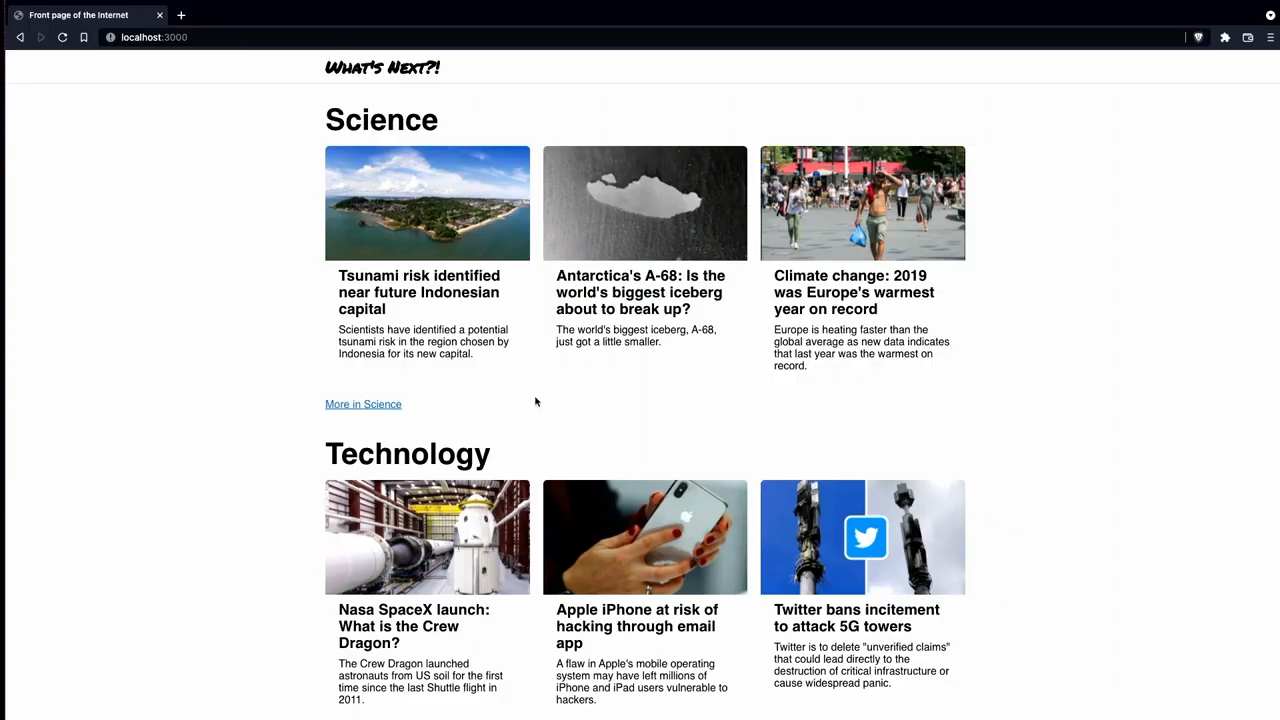 Front page of the Internet
localhost:3000
What's Next?!
Science
Tsunami risk identified
near future Indonesian
capital
Scientists have identified a potential
tsunami risk in the region chosen by
Indonesia for its new capital.
Antarctica's A-68: Is the
world's biggest iceberg
about to break up?
The world's biggest iceberg, A-68,
just got a little smaller.
Climate change: 2019
was Europe's warmest
year on record
Europe is heating faster than the
global average as new data indicates
that last year was the warmest on
record.
More in Science
Technology
Nasa SpaceX launch:
What is the Crew
Dragon?
The Crew Dragon launched
astronauts from US soil for the first
time since the last Shuttle flight in
2011.
Apple iPhone at risk of
hacking through email
app
A flaw in Apple's mobile operating
system may have left millions of
iPhone and iPad users vulnerable to
hackers.
Twitter bans incitement
to attack 5G towers
Twitter is to delete "unverified claims"
that could lead directly to the
destruction of critical infrastructure or
cause widespread panic.